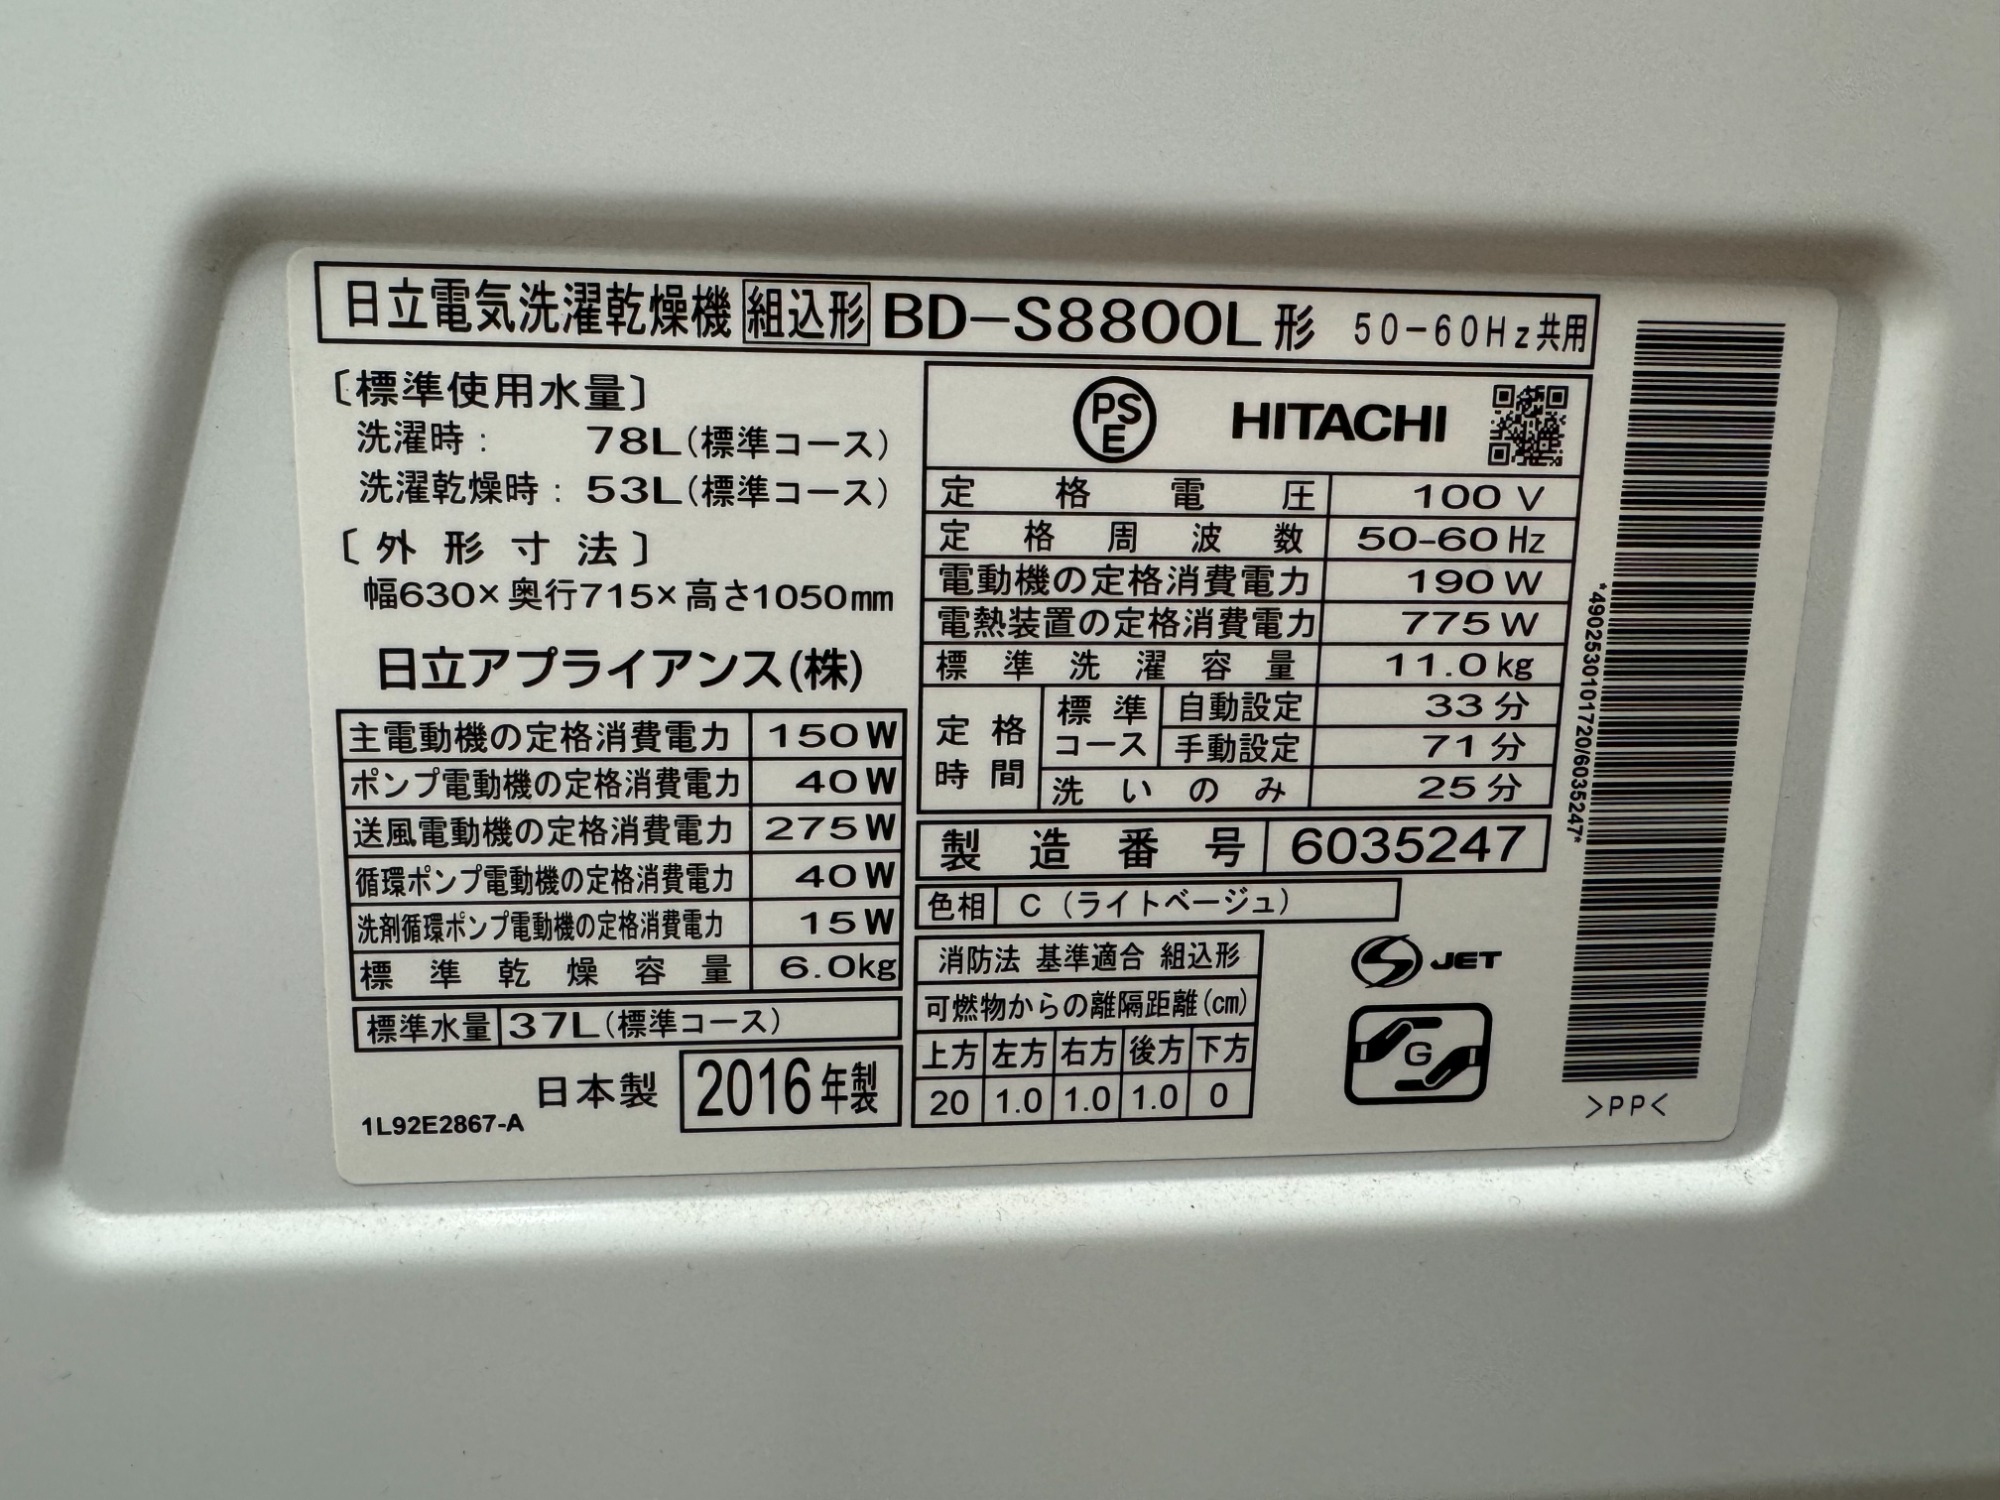 日立電気洗濯乾燥機 組込形 BD-S8800L形 50-60Hz共用
〔標準使用水量〕
洗濯時: 78L(標準コース)
洗濯乾燥時: 53L(標準コース)
〔外形寸法〕
幅630×奥行715×高さ1050mm
日立アプライアンス(株)
主電動機の定格消費電力 150W
ポンプ電動機の定格消費電力 40W
送風電動機の定格消費電力 275W
循環ポンプ電動機の定格消費電力 40W
洗剤循環ポンプ電動機の定格消費電力 15W
標準乾燥容量 6.0kg
標準水量 37L(標準コース)
日本製 2016年製
1L92E2867-A
PSE HITACHI
定格電圧 100V
定格周波数 50-60Hz
電動機の定格消費電力 190W
電熱装置の定格消費電力 775W
標準洗濯容量 11.0kg
定格時間 標準コース 自動設定 33分
手動設定 71分
洗いのみ 25分
製造番号 6035247
色相 C(ライトベージュ)
消防法 基準適合 組込形
可燃物からの離隔距離(cm)
上方 左方 右方 後方 下方
20 1.0 1.0 1.0 0
S JET
G
*4902530101720/6035247*
>PP<